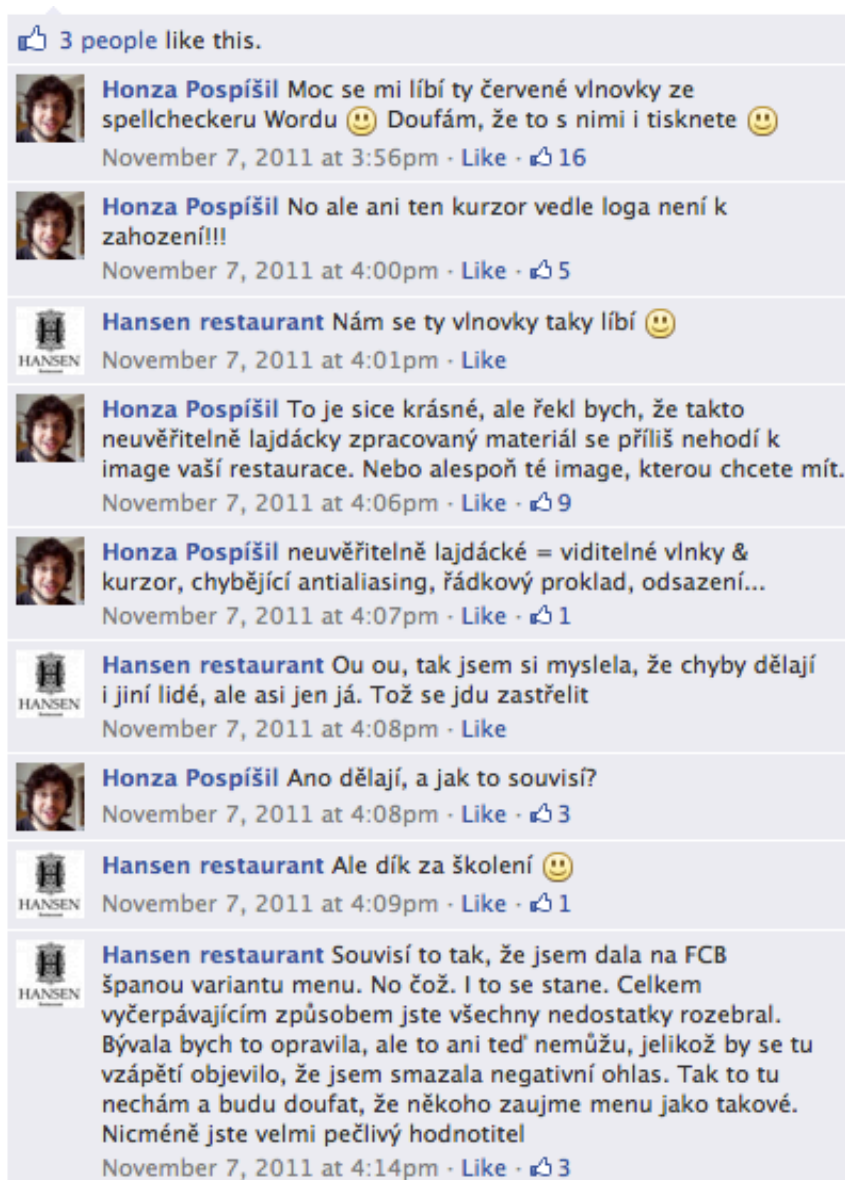 3 people like this.
Honza Pospíšil Moc se mi líbí ty červené vlnovky ze
spellcheckeru Wordu Doufám, že to s nimi i tisknete
November 7, 2011 at 3:56pm · Like · 16
Honza Pospíšil No ale ani ten kurzor vedle loga není k
zahození!!!
November 7, 2011 at 4:00pm · Like · 5
HANSEN
Hansen restaurant Nám se ty vlnovky taky líbí
November 7, 2011 at 4:01pm · Like
Honza Pospíšil To je sice krásné, ale řekl bych, že takto
neuvěřitelně lajdácky zpracovaný materiál se příliš nehodí k
image vaší restaurace. Nebo alespoň té image, kterou chcete mít.
November 7, 2011 at 4:06pm · Like · 9
Honza Pospíšil neuvěřitelně lajdácké = viditelné vlnky &
kurzor, chybějící antialiasing, řádkový proklad, odsazení...
November 7, 2011 at 4:07pm · Like · 1
HANSEN
Hansen restaurant Ou ou, tak jsem si myslela, že chyby dělají
i jiní lidé, ale asi jen já. Tož se jdu zastřelit
November 7, 2011 at 4:08pm · Like
Honza Pospíšil Ano dělají, a jak to souvisí?
November 7, 2011 at 4:08pm · Like · 3
HANSEN
Hansen restaurant Ale dík za školení
November 7, 2011 at 4:09pm · Like · 1
HANSEN
Hansen restaurant Souvisí to tak, že jsem dala na FCB
španou variantu menu. No čož. I to se stane. Celkem
vyčerpávajícím způsobem jste všechny nedostatky rozebral.
Bývala bych to opravila, ale to ani teď nemůžu, jelikož by se tu
vzápětí objevilo, že jsem smazala negativní ohlas. Tak to tu
nechám a budu doufat, že někoho zaujme menu jako takové.
Nicméně jste velmi pečlivý hodnotitel
November 7, 2011 at 4:14pm · Like · 3